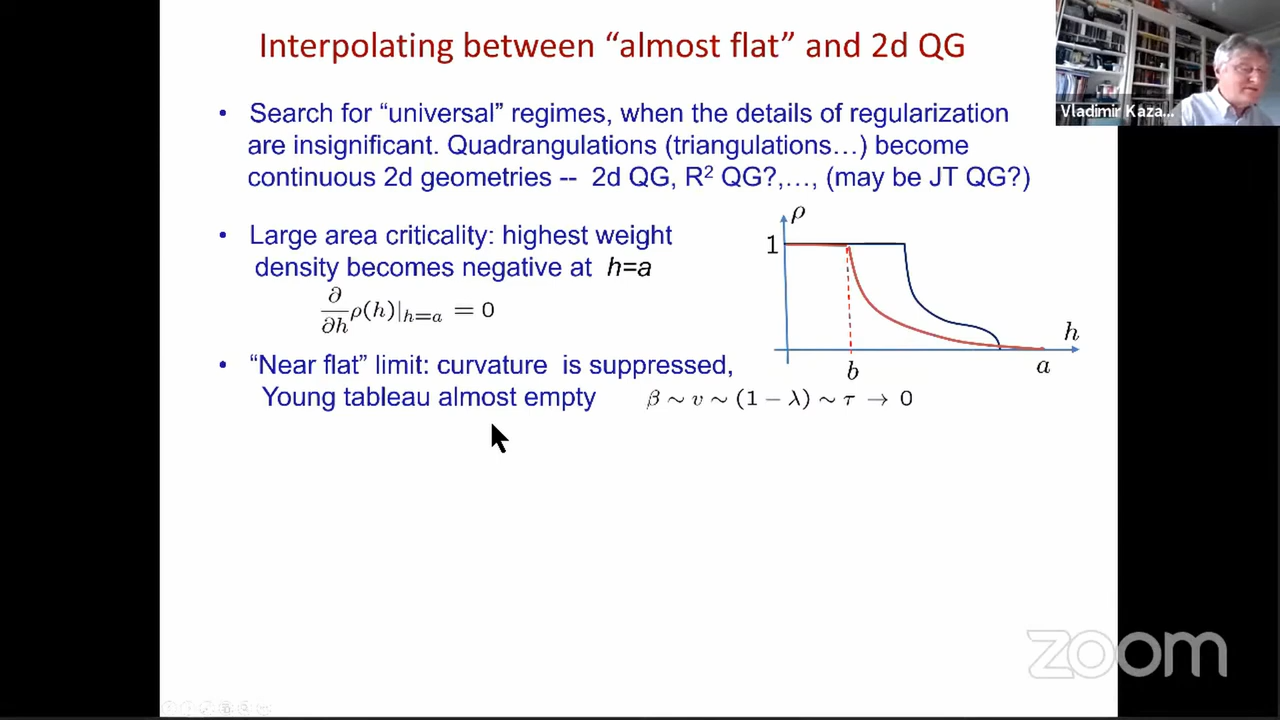 Interpolating between “almost flat” and 2d QG
• Search for “universal” regimes, when the details of regularization
are insignificant. Quadrangulations (triangulations…) become
continuous 2d geometries -- 2d QG, R² QG?,…, (may be JT QG?)
• Large area criticality: highest weight
density becomes negative at h=a
∂/∂h ρ(h)|h=a = 0
• “Near flat” limit: curvature is suppressed,
Young tableau almost empty
β ∼ v ∼ (1 − λ) ∼ τ → 0
ρ
1
h
b
a
Vladimir Kaza...
zoom